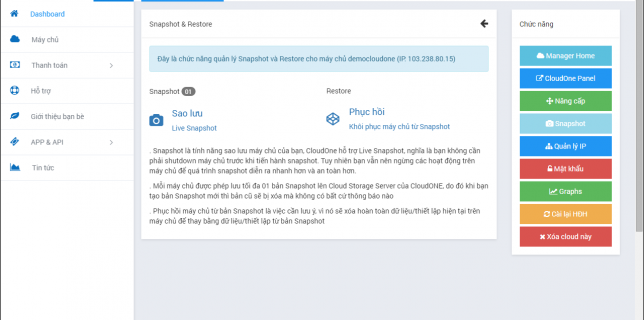 Dashboard
Máy chủ
Thanh toán
Hỗ trợ
Giới thiệu bạn bè
APP & API
Tin tức
Snapshot & Restore
Đây là chức năng quản lý Snapshot và Restore cho máy chủ democloudone (IP. 103.238.80.15)
Snapshot 01
Restore
Sao lưu
Live Snapshot
Phục hồi
Khôi phục máy chủ từ Snapshot
. Snapshot là tính năng sao lưu máy chủ của bạn, CloudOne hỗ trợ Live Snapshot, nghĩa là bạn không cần
phải shutdown máy chủ trước khi tiến hành snapshot. Tuy nhiên bạn vẫn nên ngừng các hoạt động trên
máy chủ để quá trình snapshot diễn ra nhanh hơn và an toàn hơn.
. Mỗi máy chủ được phép lưu tối đa 01 bản Snapshot lên Cloud Storage Server của CloudONE, do đó khi bạn
tạo bản Snapshot mới thì bản cũ sẽ bị xóa mà không có bất cứ thông báo nào
. Phục hồi máy chủ từ bản Snapshot là việc cần lưu ý, vì nó sẽ xóa hoàn toàn dữ liệu/thiết lập hiện tại trên
máy chủ để thay bằng dữ liệu/thiết lập từ bản Snapshot
Chức năng
Manager Home
CloudOne Panel
Nâng cấp
Snapshot
Quản lý IP
Mật khẩu
Graphs
Cài lại HĐH
Xóa cloud này